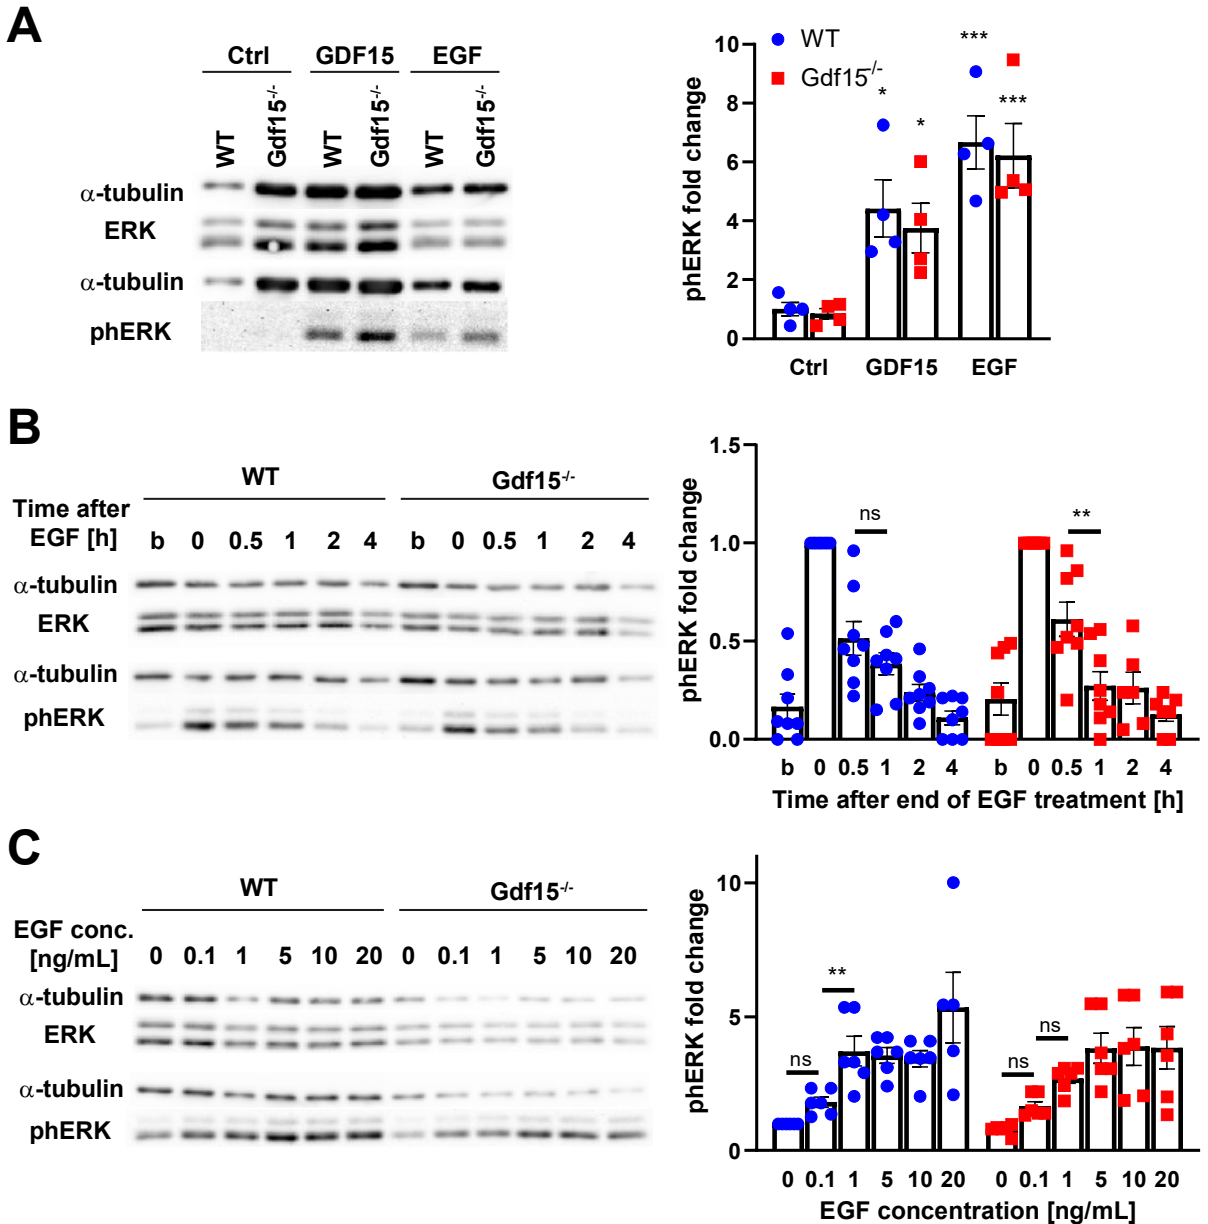 A
Ctrl GDF15 EGF
WT Gdf15-/- WT Gdf15-/- WT Gdf15-/-
α-tubulin
ERK
α-tubulin
phERK
phERK fold change
10
8
6
4
2
0
WT
Gdf15-/-
* * *** ***
Ctrl GDF15 EGF
B
WT Gdf15-/-
Time after
EGF [h] b 0 0.5 1 2 4 b 0 0.5 1 2 4
α-tubulin
ERK
α-tubulin
phERK
phERK fold change
1.5
1.0
0.5
0.0
ns **
b 0 0.5 1 2 4 b 0 0.5 1 2 4
Time after end of EGF treatment [h]
C
WT Gdf15-/-
EGF conc.
[ng/mL] 0 0.1 1 5 10 20 0 0.1 1 5 10 20
α-tubulin
ERK
α-tubulin
phERK
phERK fold change
10
5
0
ns ** ns ns
0 0.1 1 5 10 20 0 0.1 1 5 10 20
EGF concentration [ng/mL]